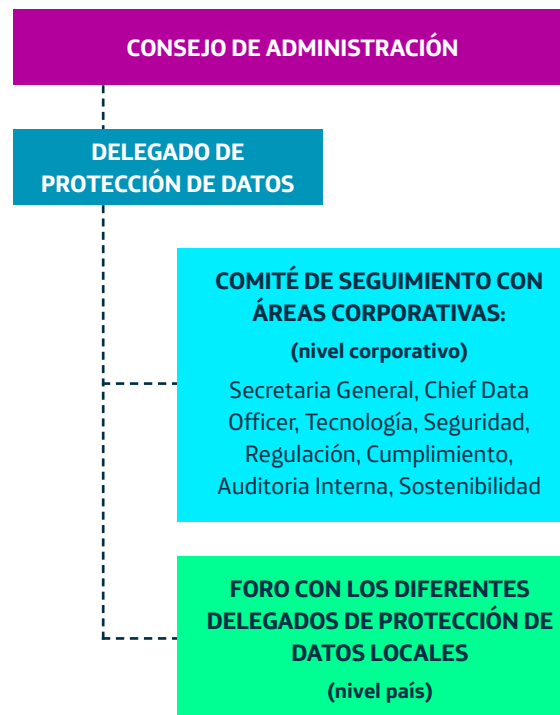 CONSEJO DE ADMINISTRACIÓN
DELEGADO DE
PROTECCIÓN DE DATOS
COMITÉ DE SEGUIMIENTO CON
ÁREAS CORPORATIVAS:
(nivel corporativo)
Secretaria General, Chief Data
Officer, Tecnología, Seguridad,
Regulación, Cumplimiento,
Auditoria Interna, Sostenibilidad
FORO CON LOS DIFERENTES
DELEGADOS DE PROTECCIÓN DE
DATOS LOCALES
(nivel país)